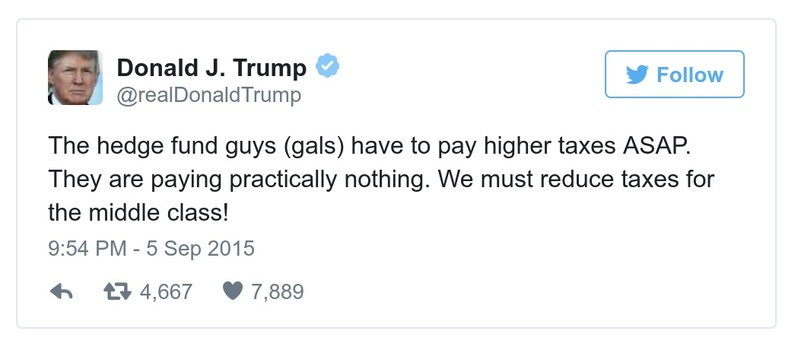 Donald J. Trump
@realDonaldTrump
Follow
The hedge fund guys (gals) have to pay higher taxes ASAP.
They are paying practically nothing. We must reduce taxes for
the middle class!
9:54 PM - 5 Sep 2015
4,667 7,889